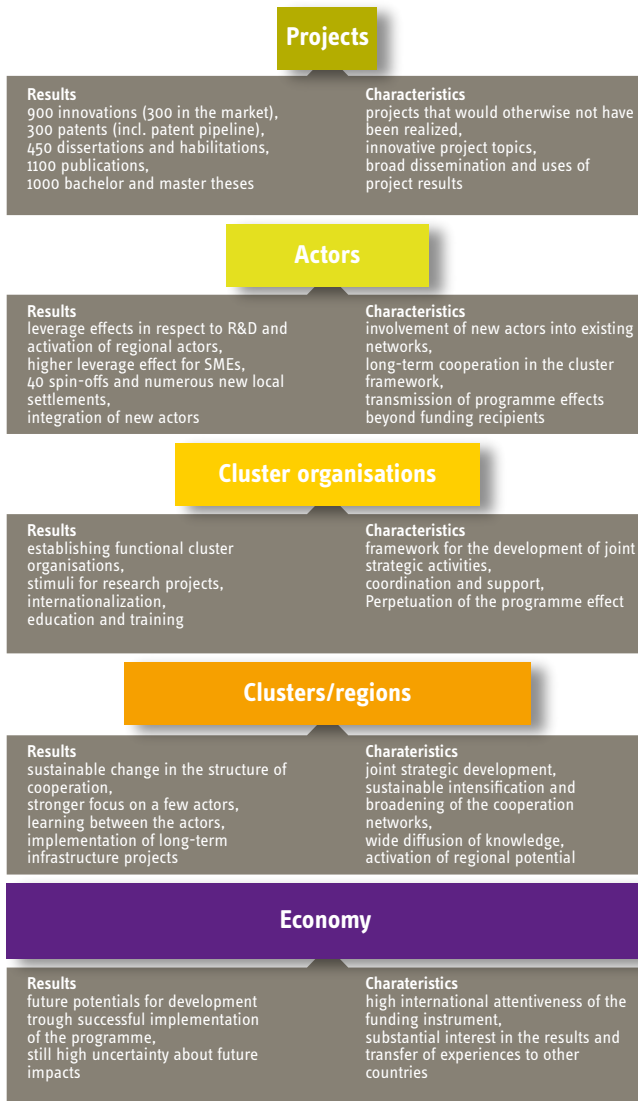 Projects
Results
900 innovations (300 in the market),
300 patents (incl. patent pipeline),
450 dissertations and habilitations,
1100 publications,
1000 bachelor and master theses
Characteristics
projects that would otherwise not have
been realized,
innovative project topics,
broad dissemination and uses of
project results
Actors
Results
leverage effects in respect to R&D and
activation of regional actors,
higher leverage effect for SMEs,
40 spin-offs and numerous new local
settlements,
integration of new actors
Characteristics
involvement of new actors into existing
networks,
long-term cooperation in the cluster
framework,
transmission of programme effects
beyond funding recipients
Cluster organisations
Results
establishing functional cluster
organisations,
stimuli for research projects,
internationalization,
education and training
Characteristics
framework for the development of joint
strategic activities,
coordination and support,
Perpetuation of the programme effect
Clusters/regions
Results
sustainable change in the structure of
cooperation,
stronger focus on a few actors,
learning between the actors,
implementation of long-term
infrastructure projects
Charateristics
joint strategic development,
sustainable intensification and
broadening of the cooperation
networks,
wide diffusion of knowledge,
activation of regional potential
Economy
Results
future potentials for development
trough successful implementation
of the programme,
still high uncertainty about future
impacts
Charateristics
high international attentiveness of the
funding instrument,
substantial interest in the results and
transfer of experiences to other
countries